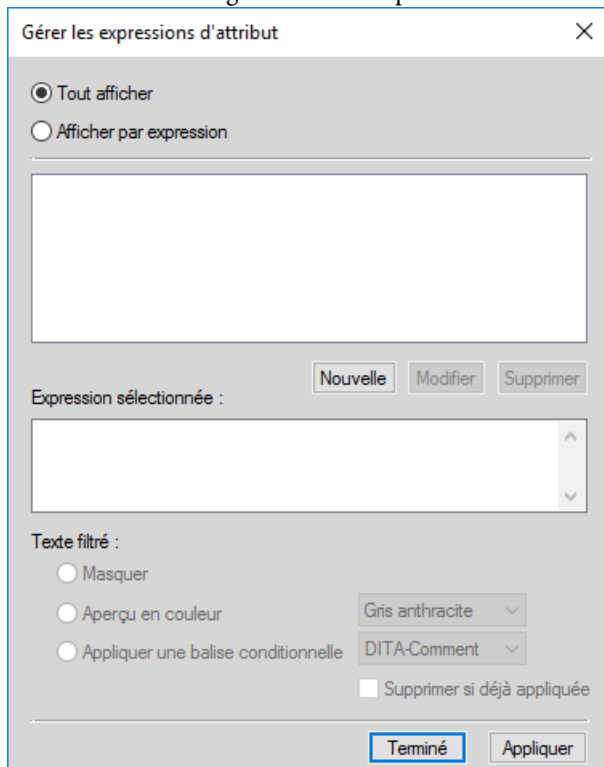 Gérer les expressions d'attribut
Tout afficher
Afficher par expression
Nouvelle Modifier Supprimer
Expression sélectionnée :
Texte filtré :
Masquer
Aperçu en couleur Gris anthracite
Appliquer une balise conditionnelle DITA-Comment
Supprimer si déjà appliquée
Terminé Appliquer